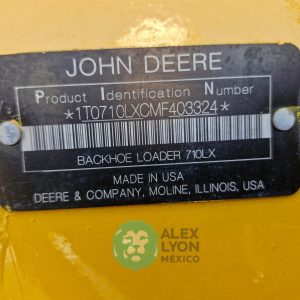 JOHN DEERE
Product Identification Number
*1T0710LXCMF403324*
BACKHOE LOADER 710LX
MADE IN USA
DEERE & COMPANY, MOLINE, ILLINOIS, USA
ALEX
LYON
MÉXICO